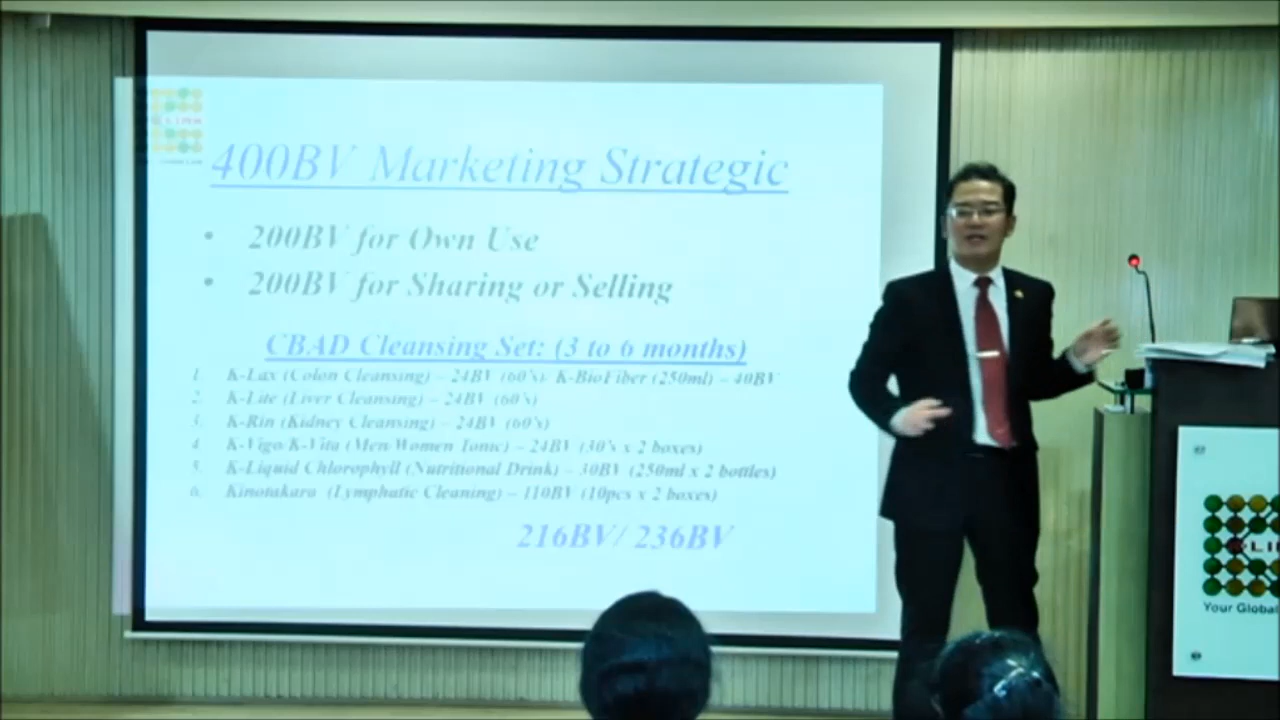 400BV Marketing Strategic
• 200BV for Own Use
• 200BV for Sharing or Selling
CBAD Cleansing Set: (3 to 6 months)
1. K-Lax (Colon Cleansing) – 24BV (60's)/ K-BioFiber (250ml) – 40BV
2. K-Lite (Liver Cleansing) – 24BV (60's)
3. K-Rin (Kidney Cleansing) – 24BV (60's)
4. K-Vigo/K-Vita (Men/Women Tonic) – 24BV (30's x 2 boxes)
5. K-Liquid Chlorophyll (Nutritional Drink) – 30BV (250ml x 2 bottles)
6. Kinotakara (Lymphatic Cleaning) – 110BV (10pcs x 2 boxes)
216BV/ 236BV
Your Global